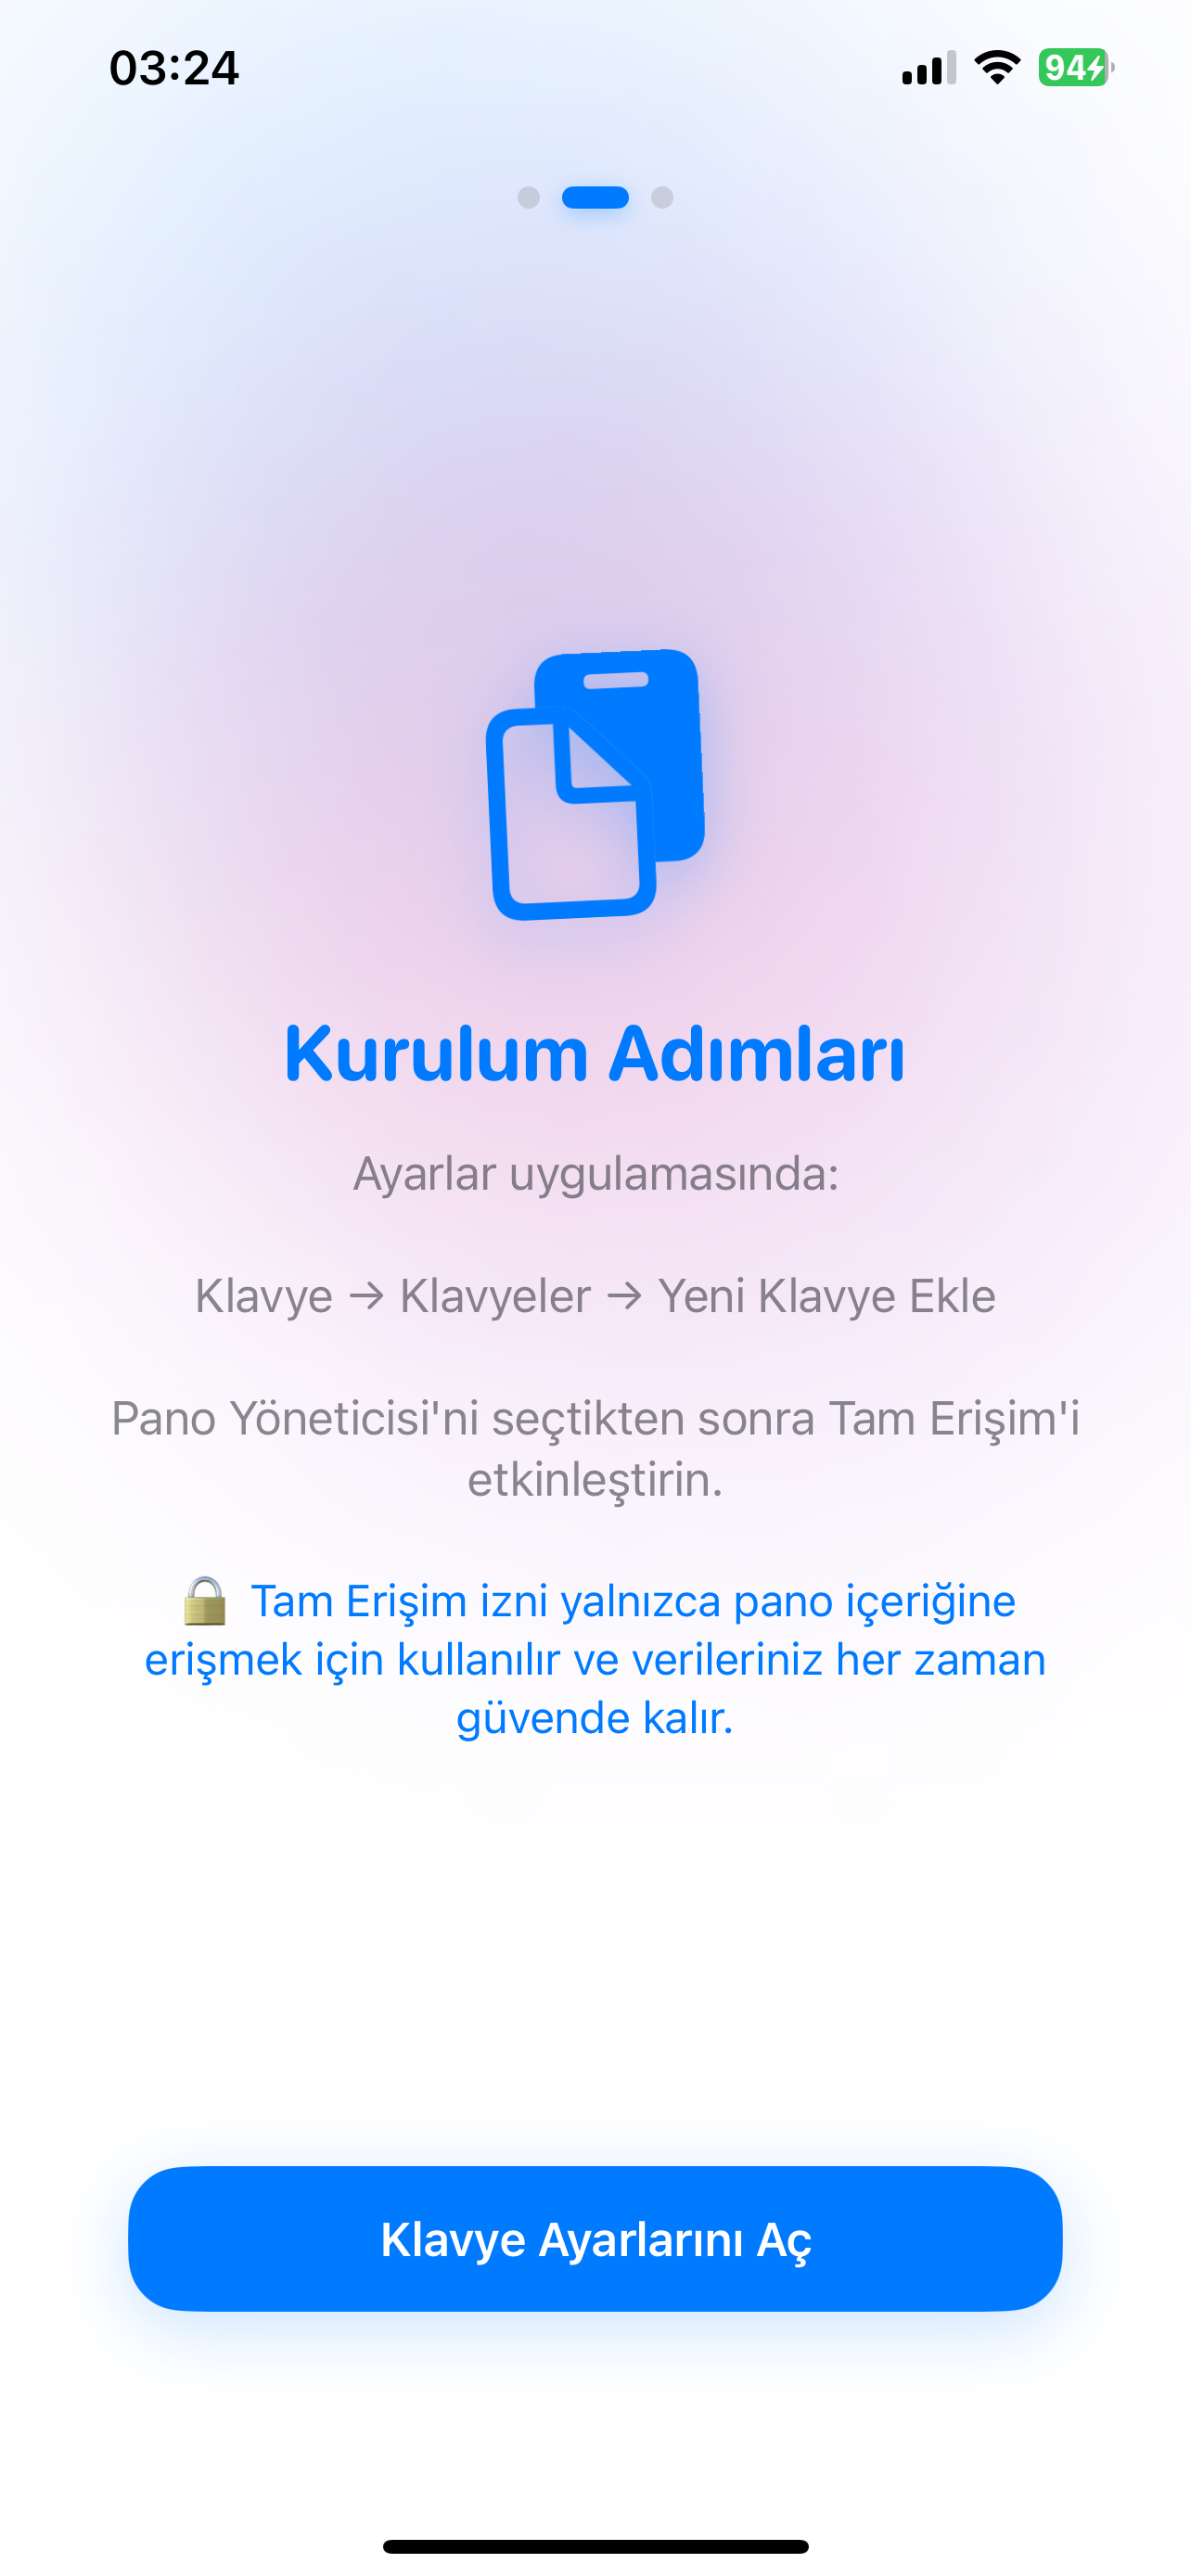 03:24
94
Kurulum Adımları
Ayarlar uygulamasında:
Klavye → Klavyeler → Yeni Klavye Ekle
Pano Yöneticisi'ni seçtikten sonra Tam Erişim'i
etkinleştirin.
🔒 Tam Erişim izni yalnızca pano içeriğine
erişmek için kullanılır ve verileriniz her zaman
güvende kalır.
Klavye Ayarlarını Aç